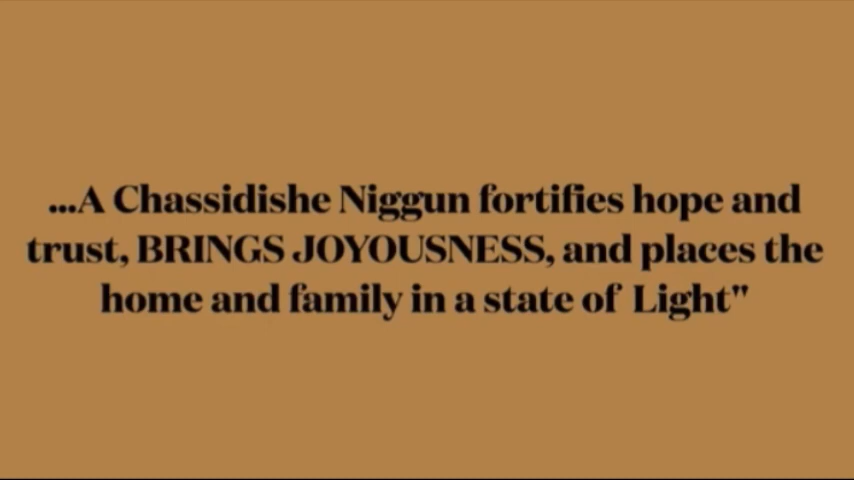 ...A Chassidishe Niggun fortifies hope and
trust, BRINGS JOYOUSNESS, and places the
home and family in a state of Light"